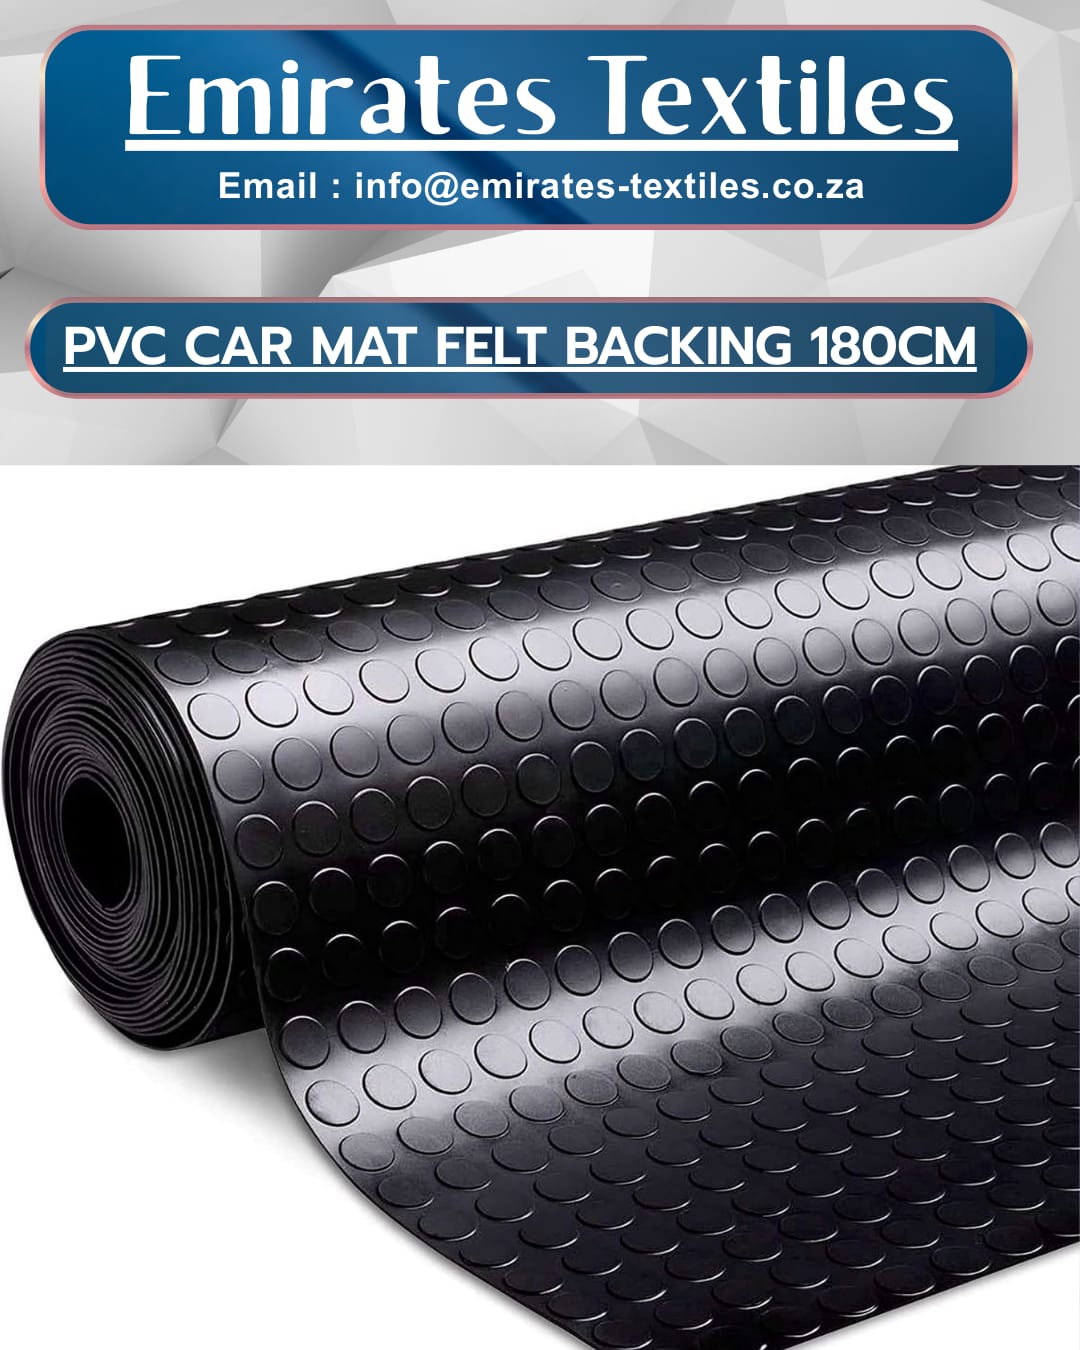 Emirates Textiles
Email : info@emirates-textiles.co.za
PVC CAR MAT FELT BACKING 180CM